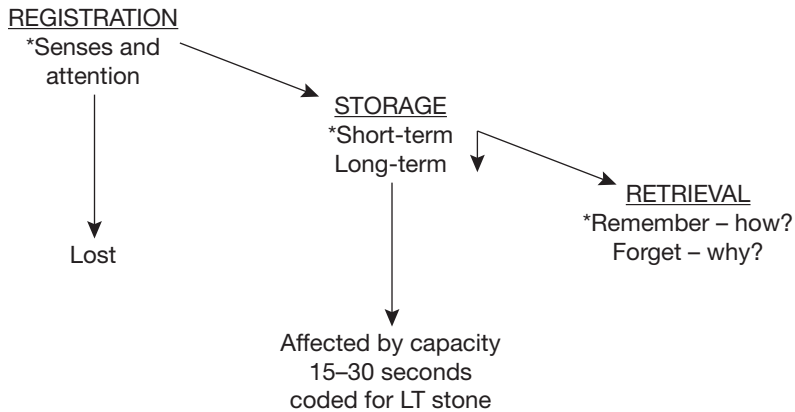 REGISTRATION
*Senses and
attention
Lost
STORAGE
*Short-term
Long-term
RETRIEVAL
*Remember – how?
Forget – why?
Affected by capacity
15–30 seconds
coded for LT stone